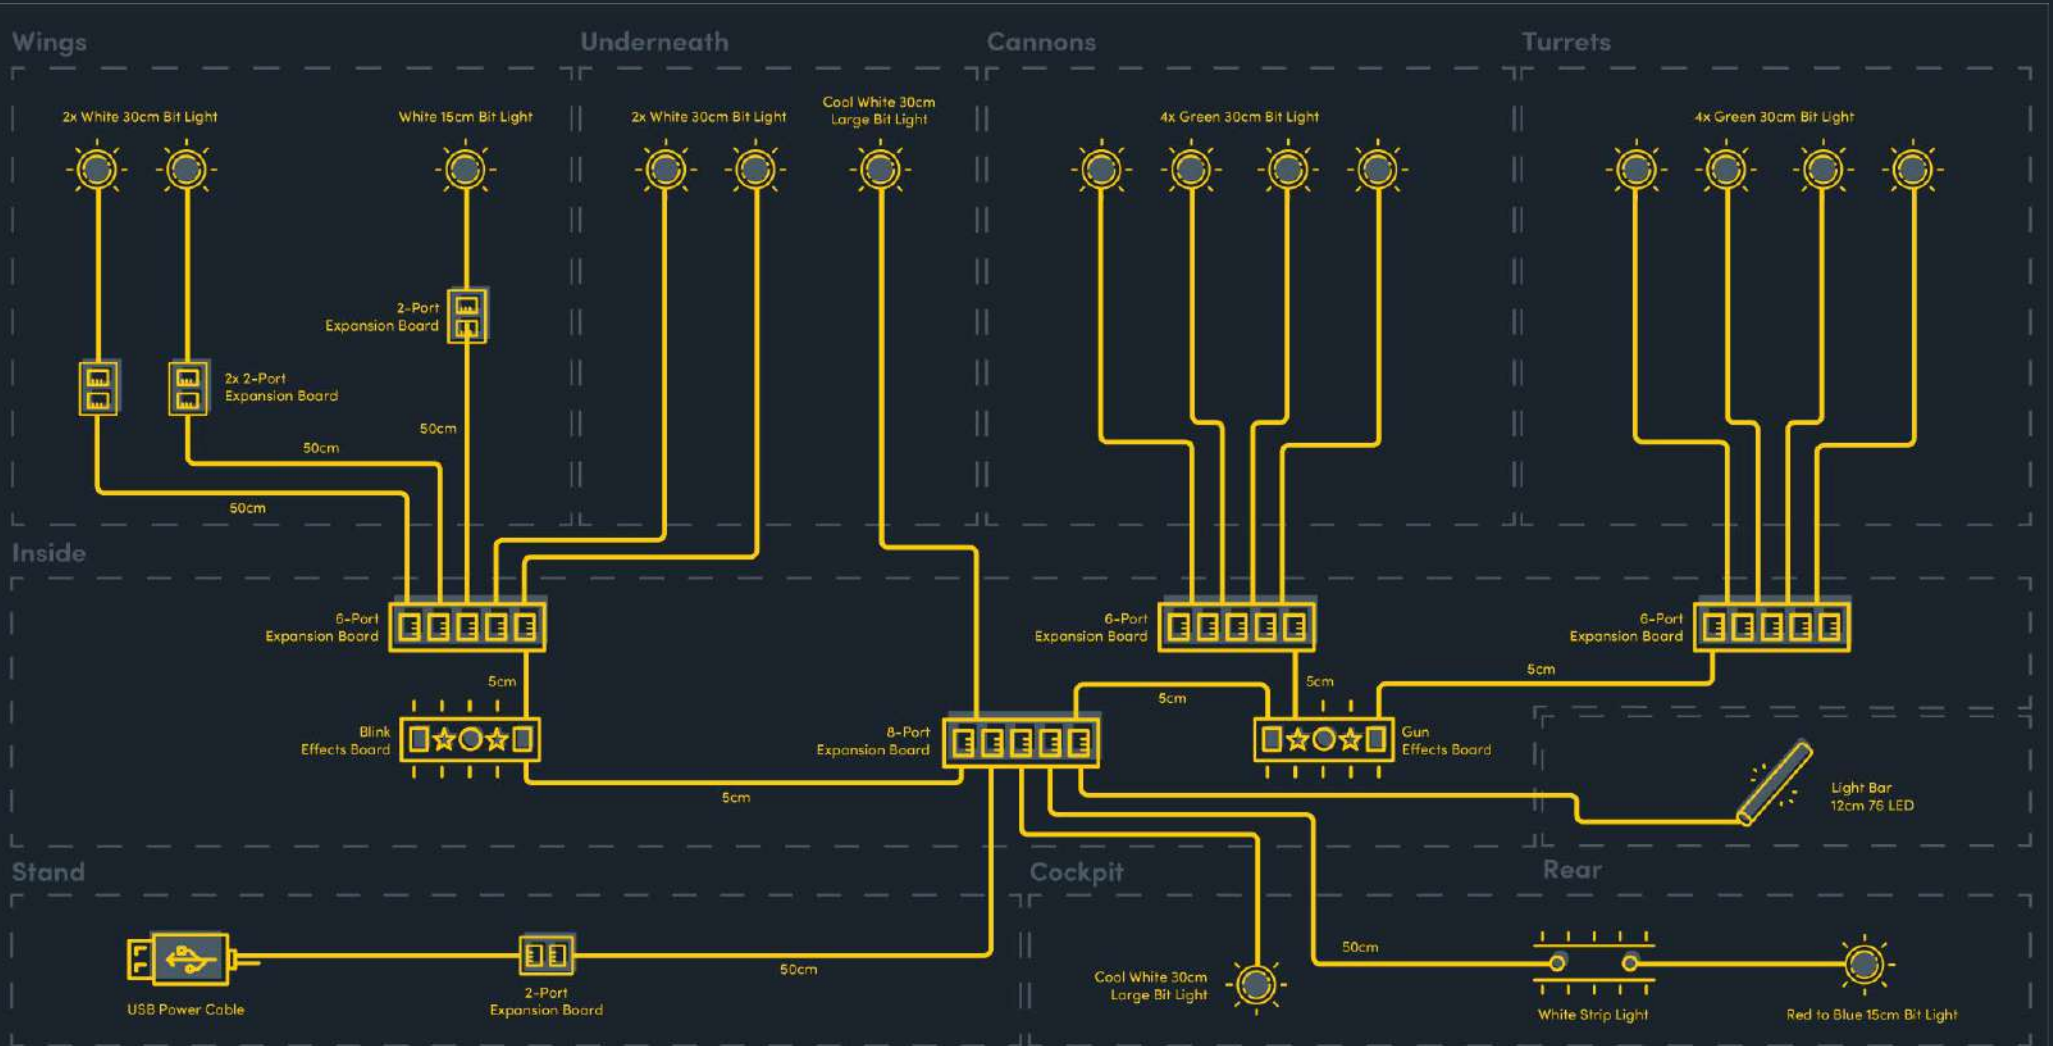 Wings
Underneath
Cannons
Turrets
2x White 30cm Bit Light
White 15cm Bit Light
2x White 30cm Bit Light
Cool White 30cm
Large Bit Light
4x Green 30cm Bit Light
4x Green 30cm Bit Light
2-Port
Expansion Board
2x 2-Port
Expansion Board
50cm
50cm
50cm
Inside
6-Port
Expansion Board
6-Port
Expansion Board
6-Port
Expansion Board
5cm
5cm
5cm
5cm
Blink
Effects Board
8-Port
Expansion Board
Gun
Effects Board
5cm
Light Bar
12cm 76 LED
Stand
Cockpit
Rear
USB Power Cable
2-Port
Expansion Board
50cm
Cool White 30cm
Large Bit Light
50cm
White Strip Light
Red to Blue 15cm Bit Light